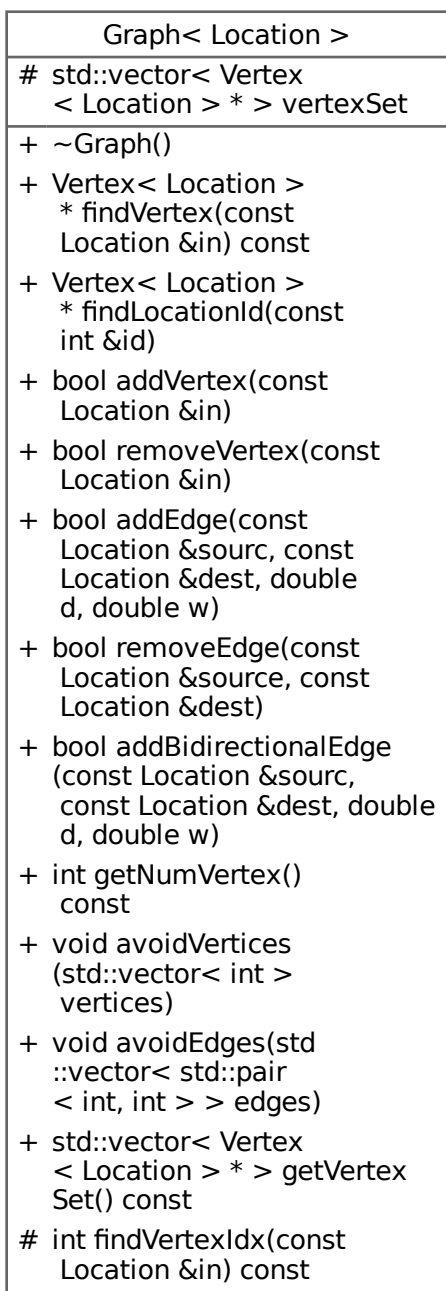 Graph< Location >
# std::vector< Vertex
< Location > * > vertexSet
+ ~Graph()
+ Vertex< Location >
* findVertex(const
Location &in) const
+ Vertex< Location >
* findLocationId(const
int &id)
+ bool addVertex(const
Location &in)
+ bool removeVertex(const
Location &in)
+ bool addEdge(const
Location &sourc, const
Location &dest, double
d, double w)
+ bool removeEdge(const
Location &source, const
Location &dest)
+ bool addBidirectionalEdge
(const Location &sourc,
const Location &dest, double
d, double w)
+ int getNumVertex()
const
+ void avoidVertices
(std::vector< int >
vertices)
+ void avoidEdges(std
::vector< std::pair
< int, int > > edges)
+ std::vector< Vertex
< Location > * > getVertex
Set() const
# int findVertexIdx(const
Location &in) const